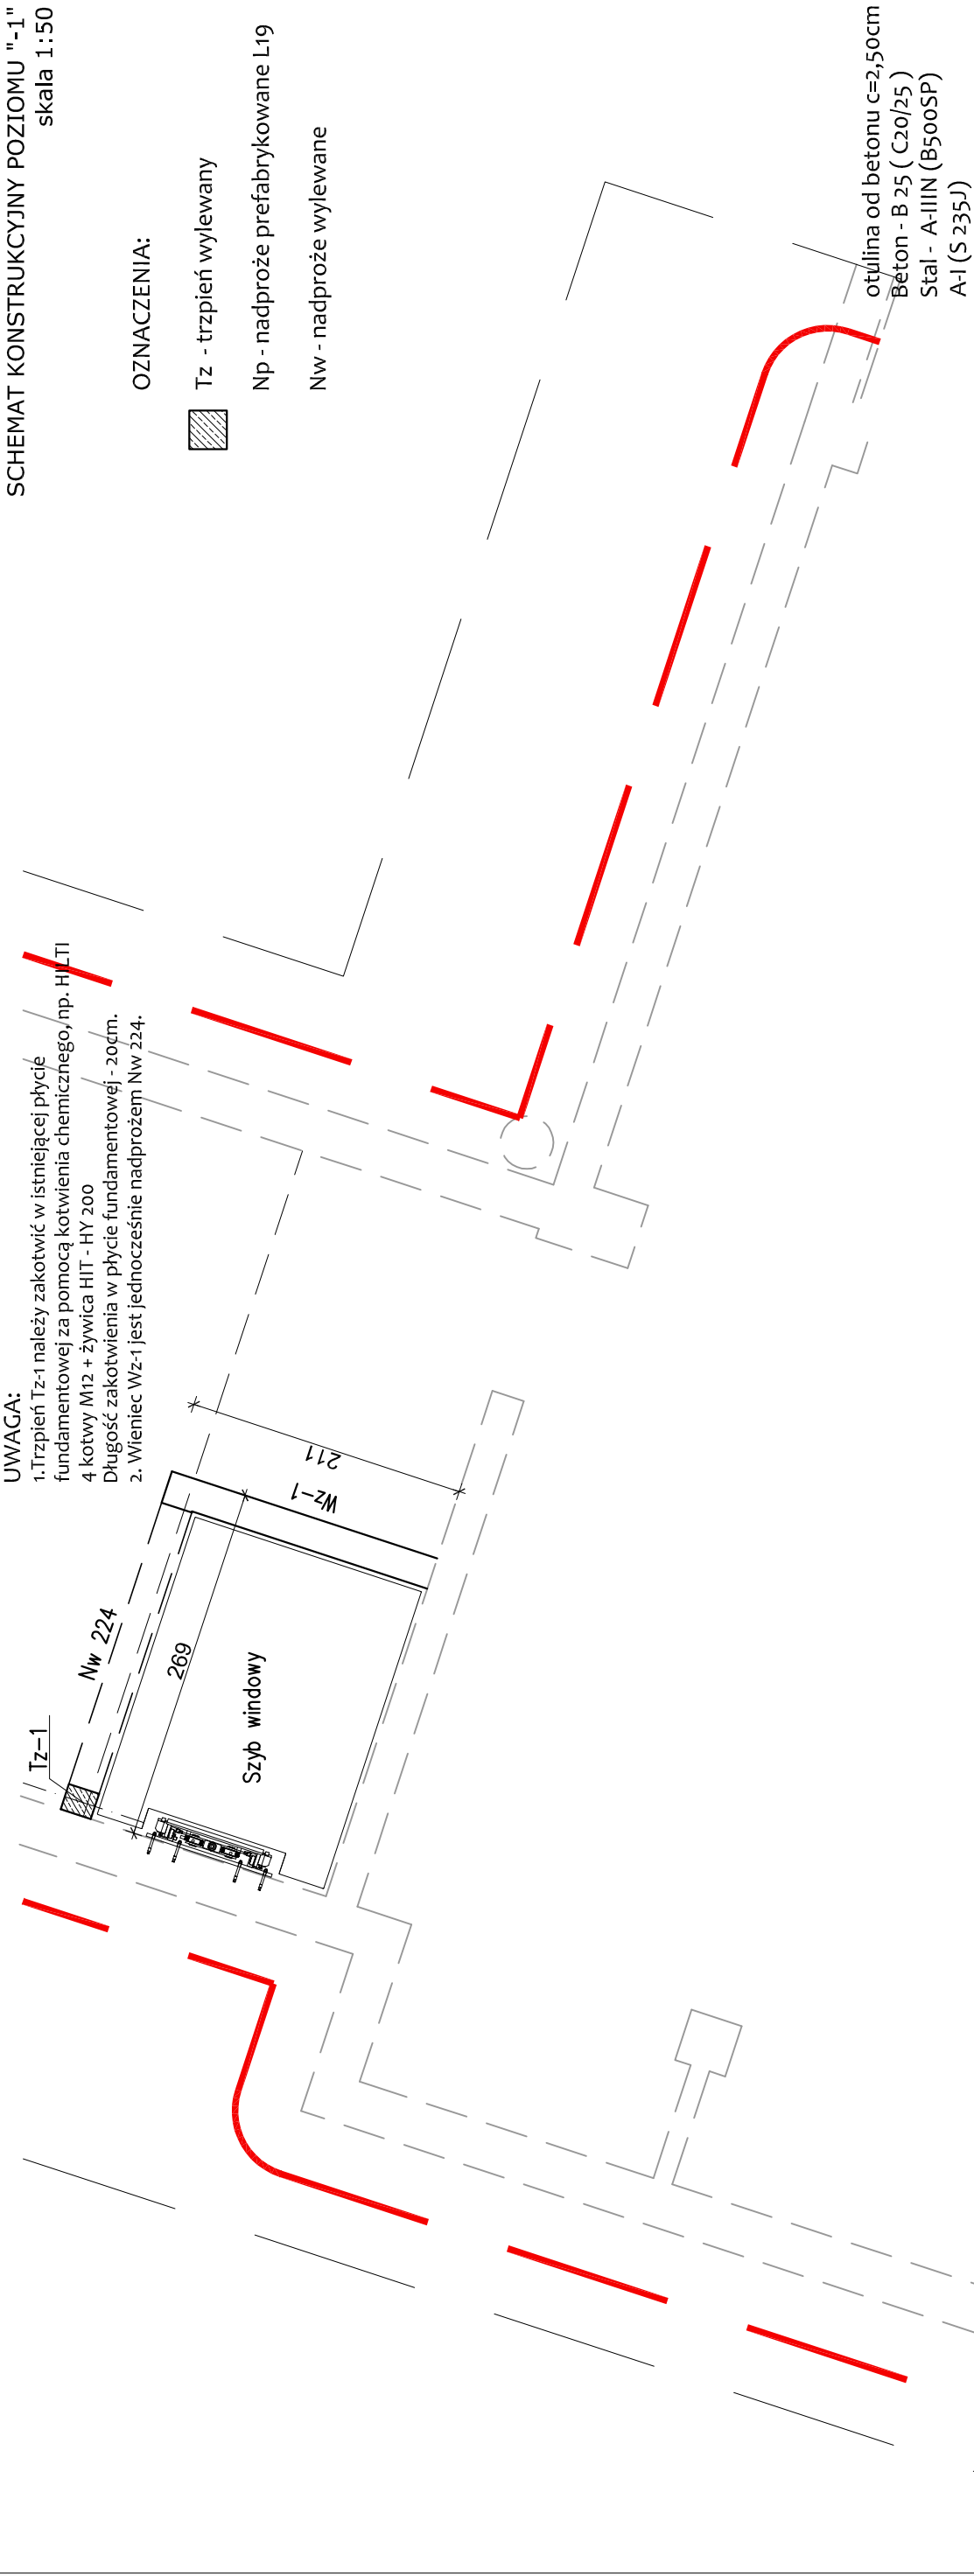 SCHEMAT KONSTRUKCYJNY POZIOMU "-1"
skala 1:50
OZNACZENIA:
Tz - trzpień wylewany
Np - nadproże prefabrykowane L19
Nw - nadproże wylewane
UWAGA:
1.Trzpień Tz-1 należy zakotwić w istniejącej płycie
fundamentowej za pomocą kotwienia chemicznego, np. HILTI
4 kotwy M12 + żywica HIT - HY 200
Długość zakotwienia w płycie fundamentowej - 20cm.
2. Wieniec Wz-1 jest jednocześnie nadprożem Nw 224.
Tz-1
Nw 224
269
Szyb windowy
Wz-1
211
otulina od betonu c=2,50cm
Beton - B 25 ( C20/25 )
Stal - A-IIIN (B500SP)
A-I (S 235J)